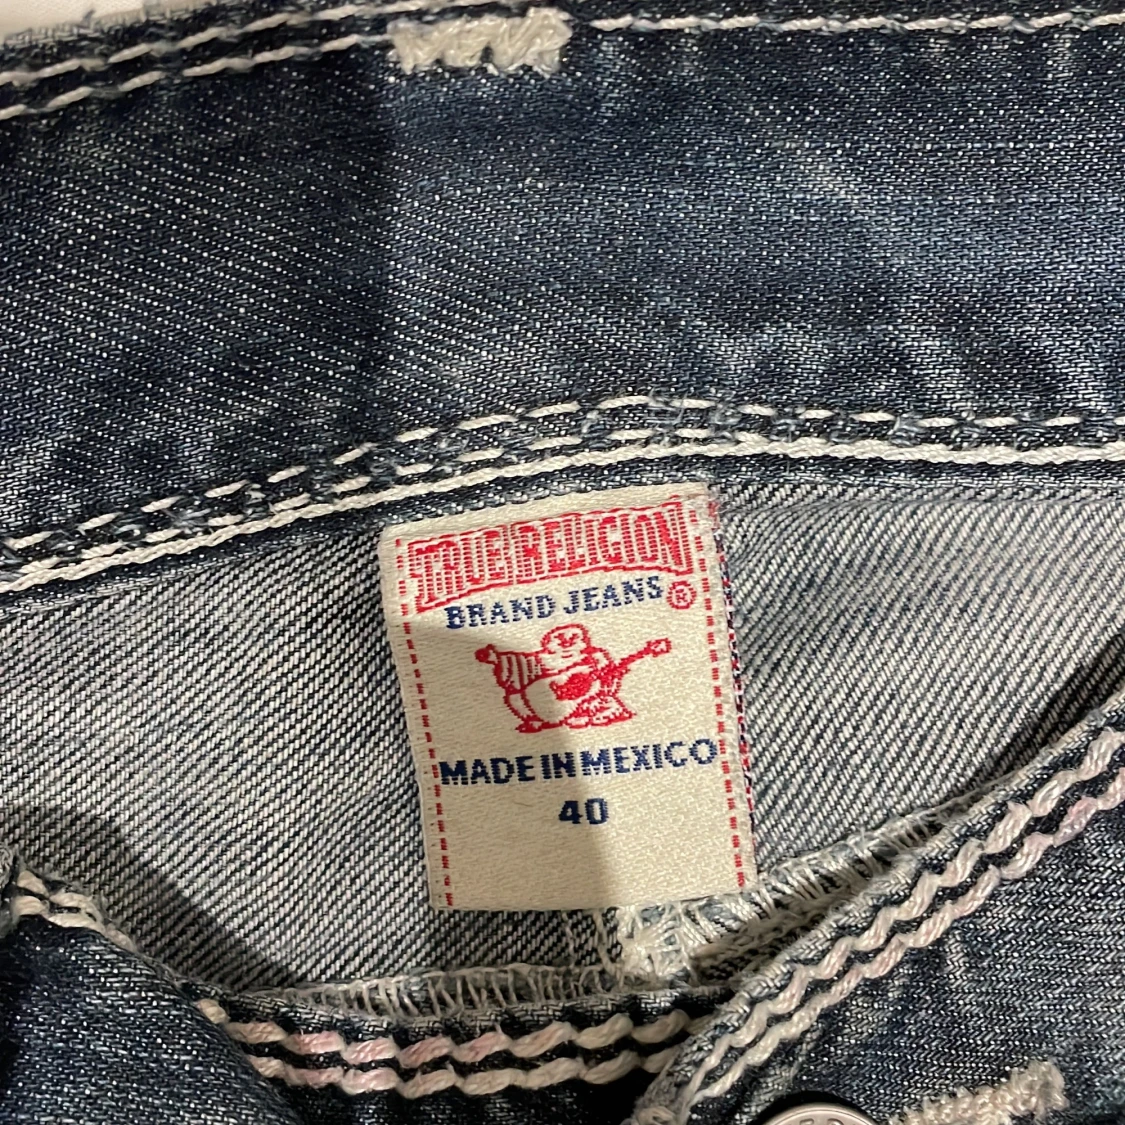 TRUE RELIGION
BRAND JEANS®
MADE IN MEXICO
40